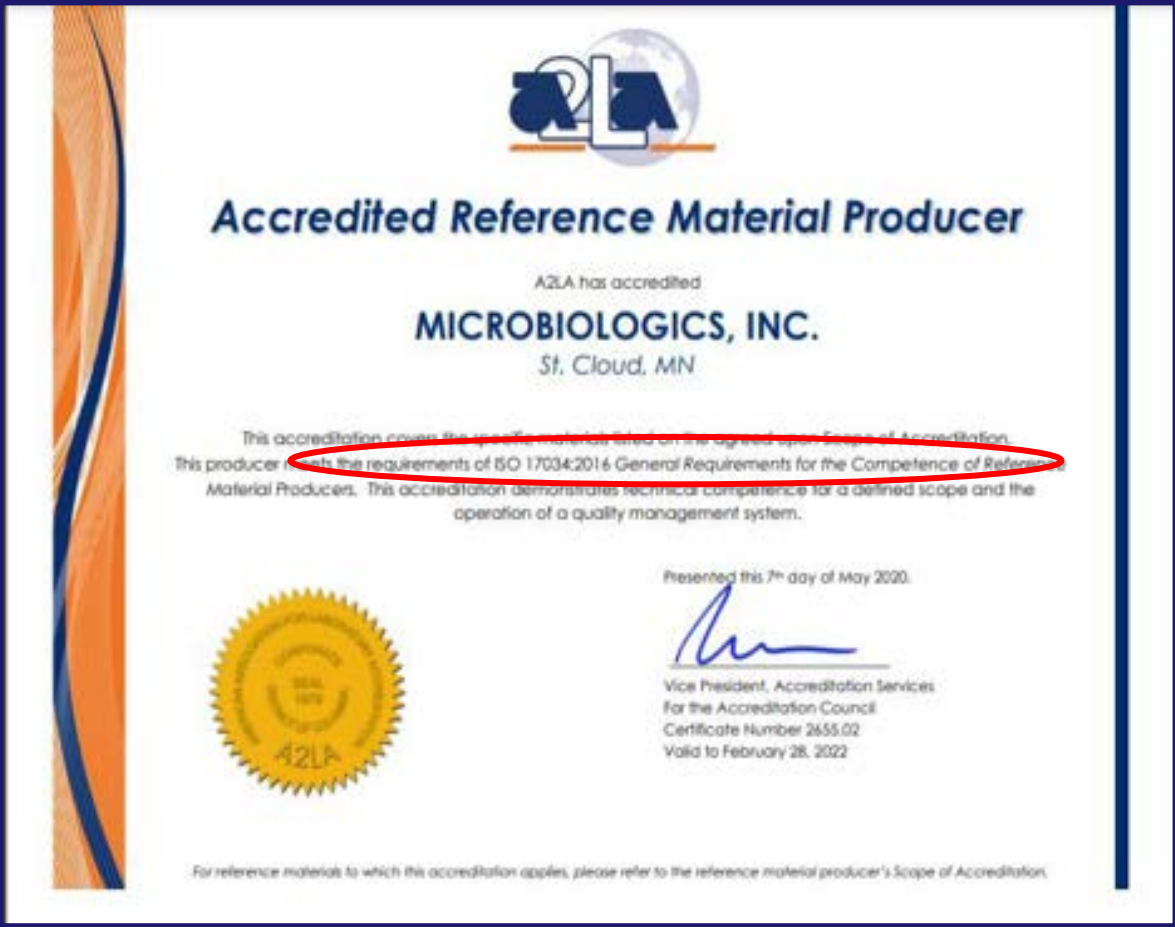 a2La
Accredited Reference Material Producer
A2LA has accredited
MICROBIOLOGICS, INC.
St. Cloud, MN
This accreditation covers the specific materials listed on the agreed upon Scope of Accreditation.
This producer meets the requirements of ISO 17034:2016 General Requirements for the Competence of Reference
Material Producers. This accreditation demonstrates technical competence for a defined scope and the
operation of a quality management system.
Presented this 7th day of May 2020.
Vice President, Accreditation Services
For the Accreditation Council
Certificate Number 2655.02
Valid to February 28, 2022
SEAL
1978
A2LA
For reference materials to which this accreditation applies, please refer to the reference material producer's Scope of Accreditation.